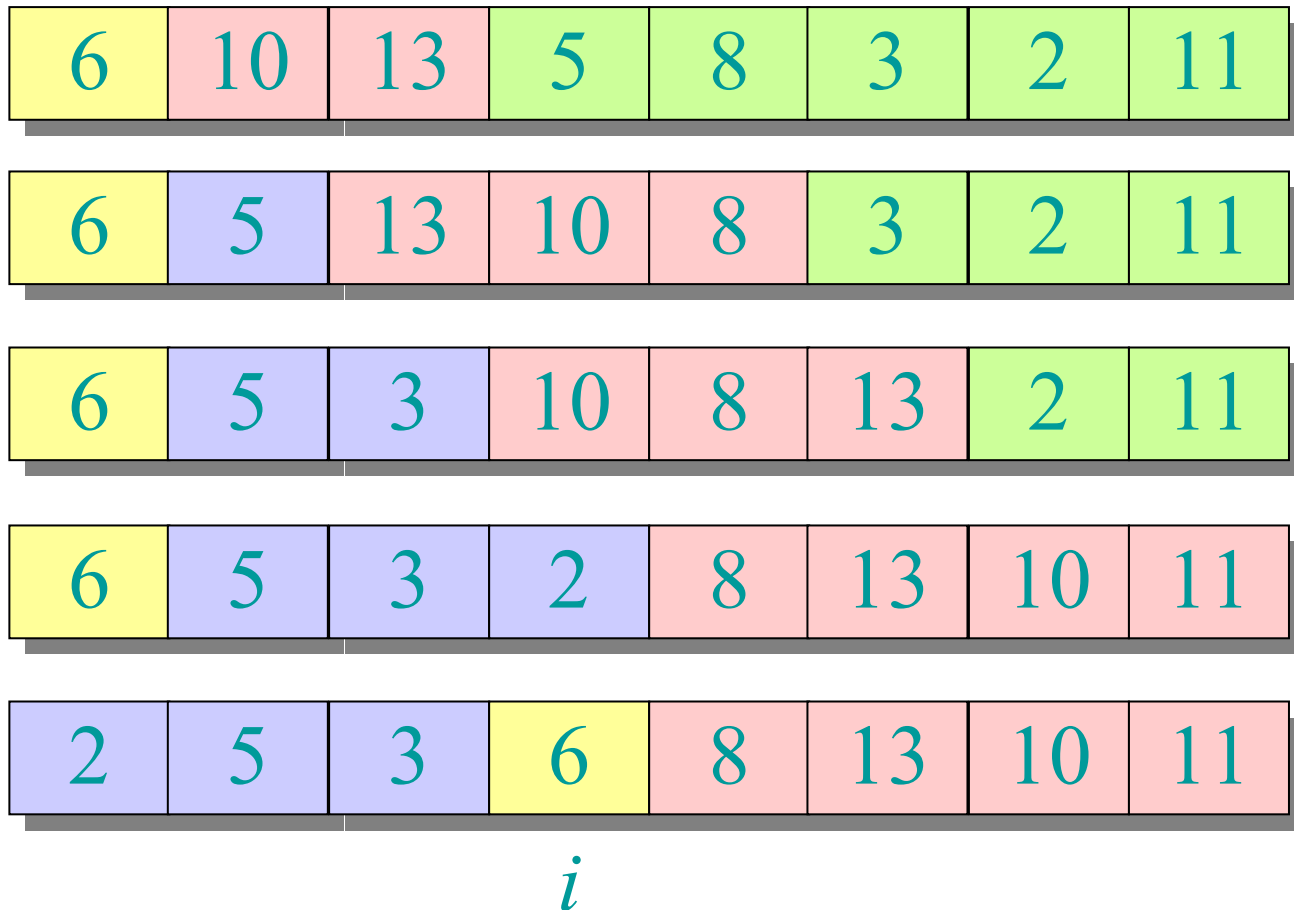 6 10 13 5 8 3 2 11
6 5 13 10 8 3 2 11
6 5 3 10 8 13 2 11
6 5 3 2 8 13 10 11
2 5 3 6 8 13 10 11
i